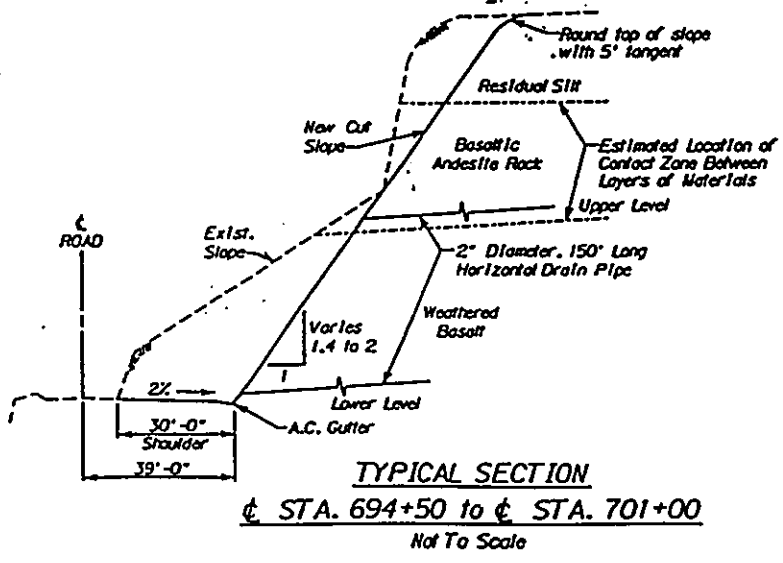 Round top of slope
with 5' tangent
Residual Silt
New Cut
Slope
Basaltic
Andesite Rock
Estimated Location of
Contact Zone Between
Layers of Materials
Upper Level
℄
ROAD
Exist.
Slope
2" Diameter. 150' Long
Horizontal Drain Pipe
Weathered
Basalt
Varies
1.4 to 2
1
2%
Lower Level
30'-0"
Shoulder
A.C. Gutter
39'-0"
TYPICAL SECTION
℄ STA. 694+50 to ℄ STA. 701+00
Not To Scale